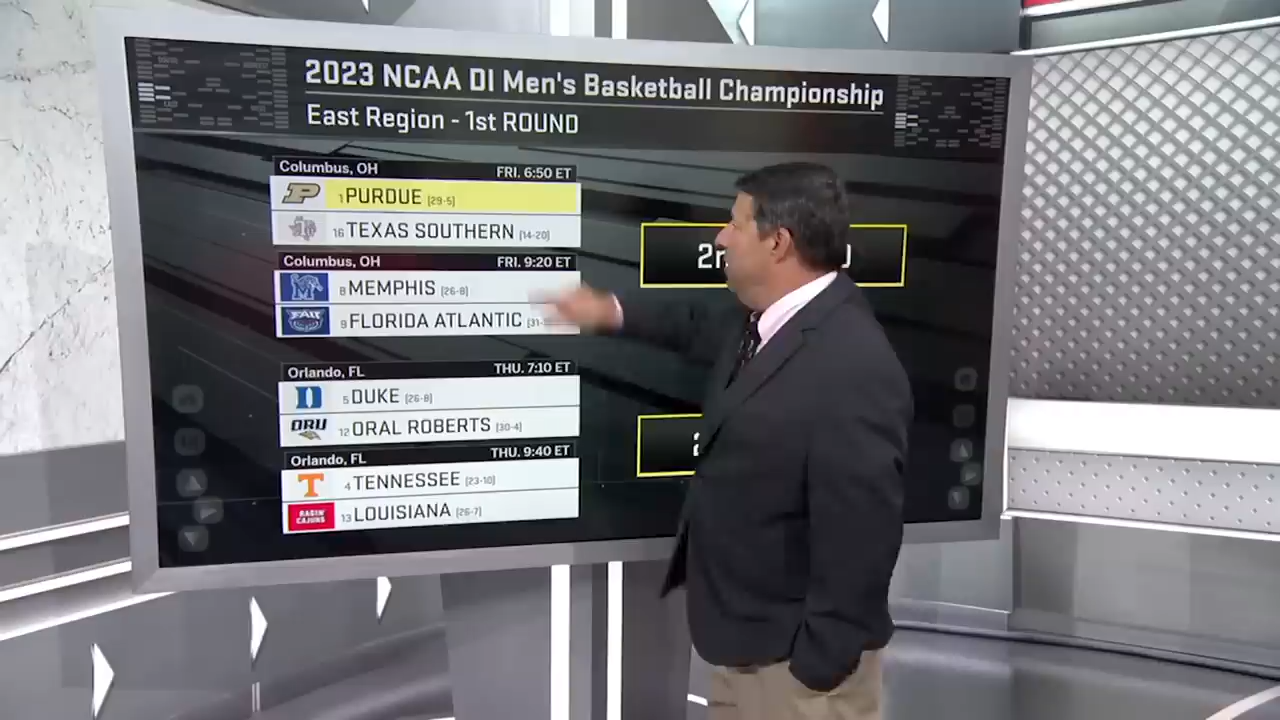 2023 NCAA DI Men's Basketball Championship
East Region - 1st ROUND
Columbus, OH FRI. 6:50 ET
1 PURDUE (29-5)
16 TEXAS SOUTHERN (14-20)
Columbus, OH FRI. 9:20 ET
8 MEMPHIS (26-8)
9 FLORIDA ATLANTIC (31-
FAU
Orlando, FL THU. 7:10 ET
5 DUKE (26-8)
ORU
12 ORAL ROBERTS (30-4)
Orlando, FL THU. 9:40 ET
4 TENNESSEE (23-10)
RAGIN' CAJUNS
13 LOUISIANA (26-7)